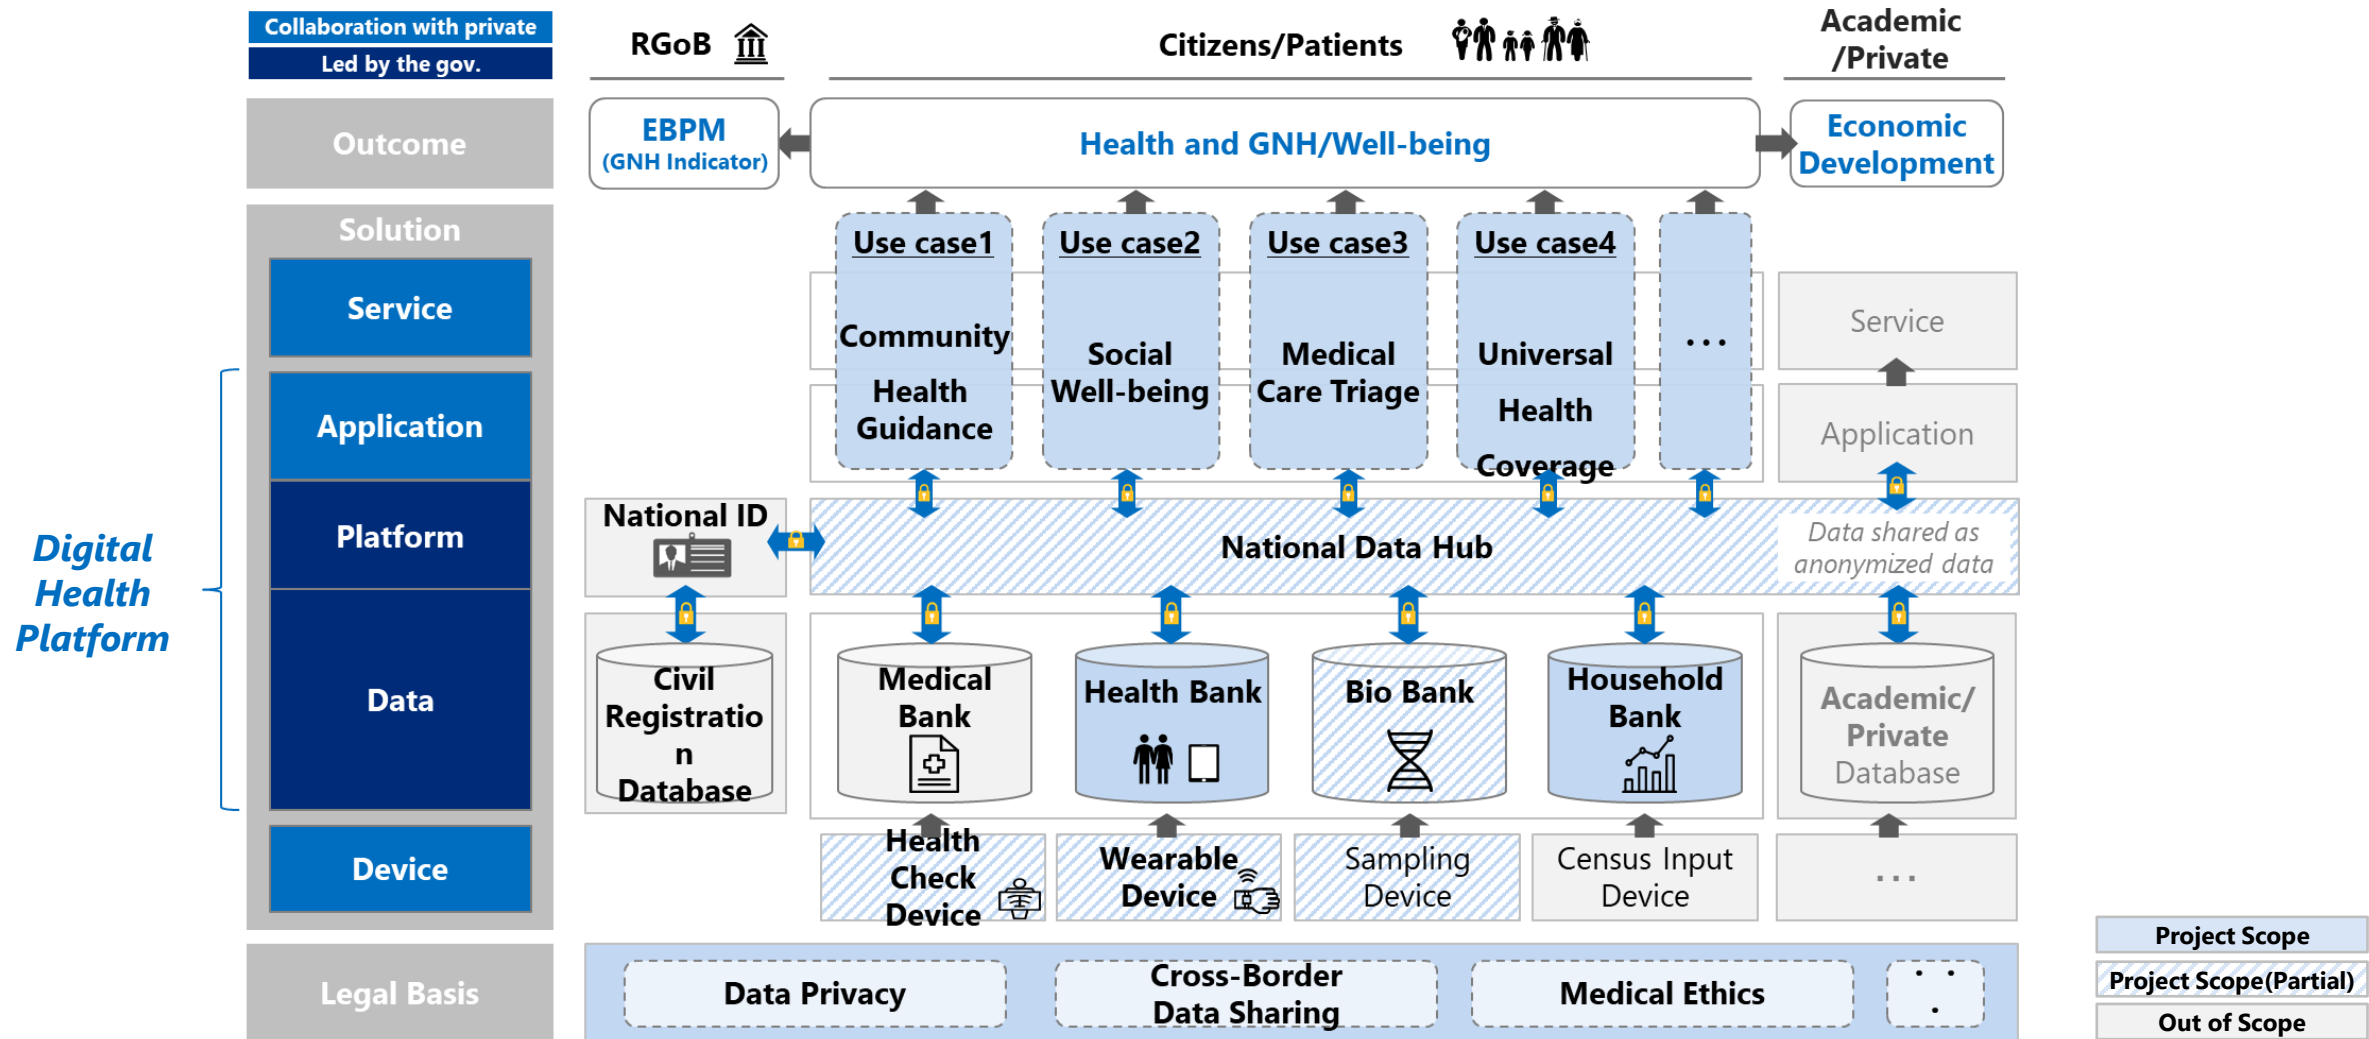 Collaboration with private
Led by the gov.
RGoB
Citizens/Patients
Academic
/Private
Outcome
EBPM
(GNH Indicator)
Health and GNH/Well-being
Economic
Development
Solution
Service
Application
Platform
Data
Device
Digital
Health
Platform
Use case1
Community
Health
Guidance
Use case2
Social
Well-being
Use case3
Medical
Care Triage
Use case4
Universal
Health
Coverage
...
Service
Application
National ID
National Data Hub
Data shared as
anonymized data
Civil
Registratio
n
Database
Medical
Bank
Health Bank
Bio Bank
Household
Bank
Academic/
Private
Database
Health
Check
Device
Wearable
Device
Sampling
Device
Census Input
Device
...
Legal Basis
Data Privacy
Cross-Border
Data Sharing
Medical Ethics
. .
.
Project Scope
Project Scope(Partial)
Out of Scope